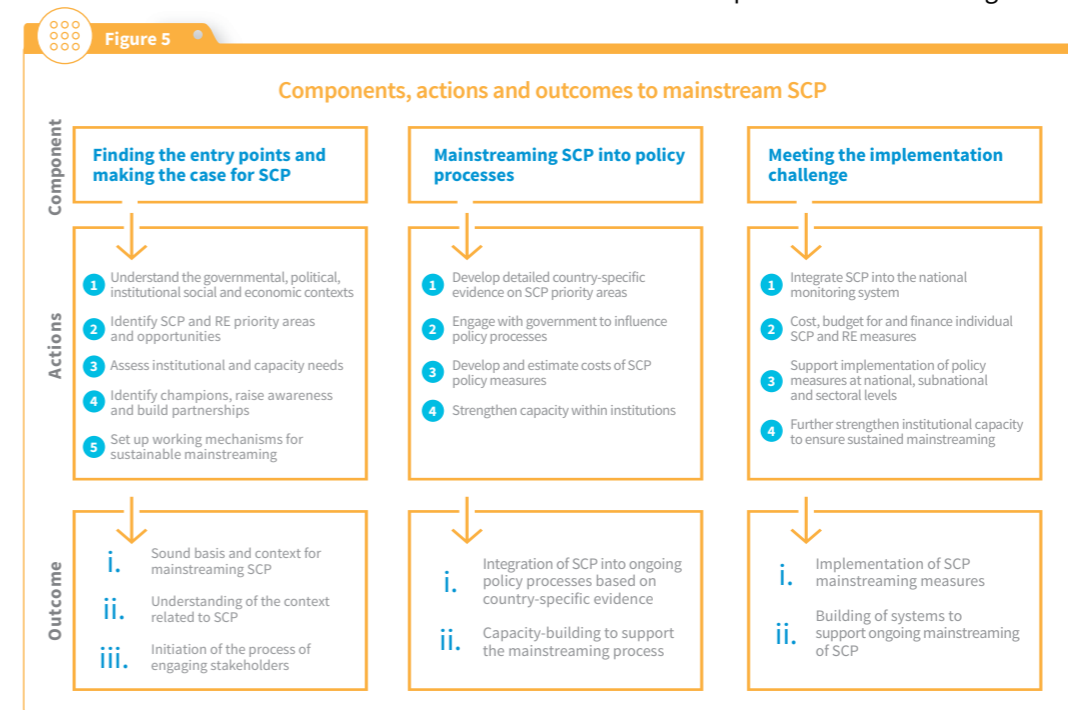 Figure 5
Components, actions and outcomes to mainstream SCP
Component
Finding the entry points and
making the case for SCP
Mainstreaming SCP into policy
processes
Meeting the implementation
challenge
Actions
1 Understand the governmental, political,
institutional social and economic contexts
2 Identify SCP and RE priority areas
and opportunities
3 Assess institutional and capacity needs
4 Identify champions, raise awareness
and build partnerships
5 Set up working mechanisms for
sustainable mainstreaming
1 Develop detailed country-specific
evidence on SCP priority areas
2 Engage with government to influence
policy processes
3 Develop and estimate costs of SCP
policy measures
4 Strengthen capacity within institutions
1 Integrate SCP into the national
monitoring system
2 Cost, budget for and finance individual
SCP and RE measures
3 Support implementation of policy
measures at national, subnational
and sectoral levels
4 Further strengthen institutional capacity
to ensure sustained mainstreaming
Outcome
i. Sound basis and context for
mainstreaming SCP
ii. Understanding of the context
related to SCP
iii. Initiation of the process of
engaging stakeholders
i. Integration of SCP into ongoing
policy processes based on
country-specific evidence
ii. Capacity-building to support
the mainstreaming process
i. Implementation of SCP
mainstreaming measures
ii. Building of systems to
support ongoing mainstreaming
of SCP